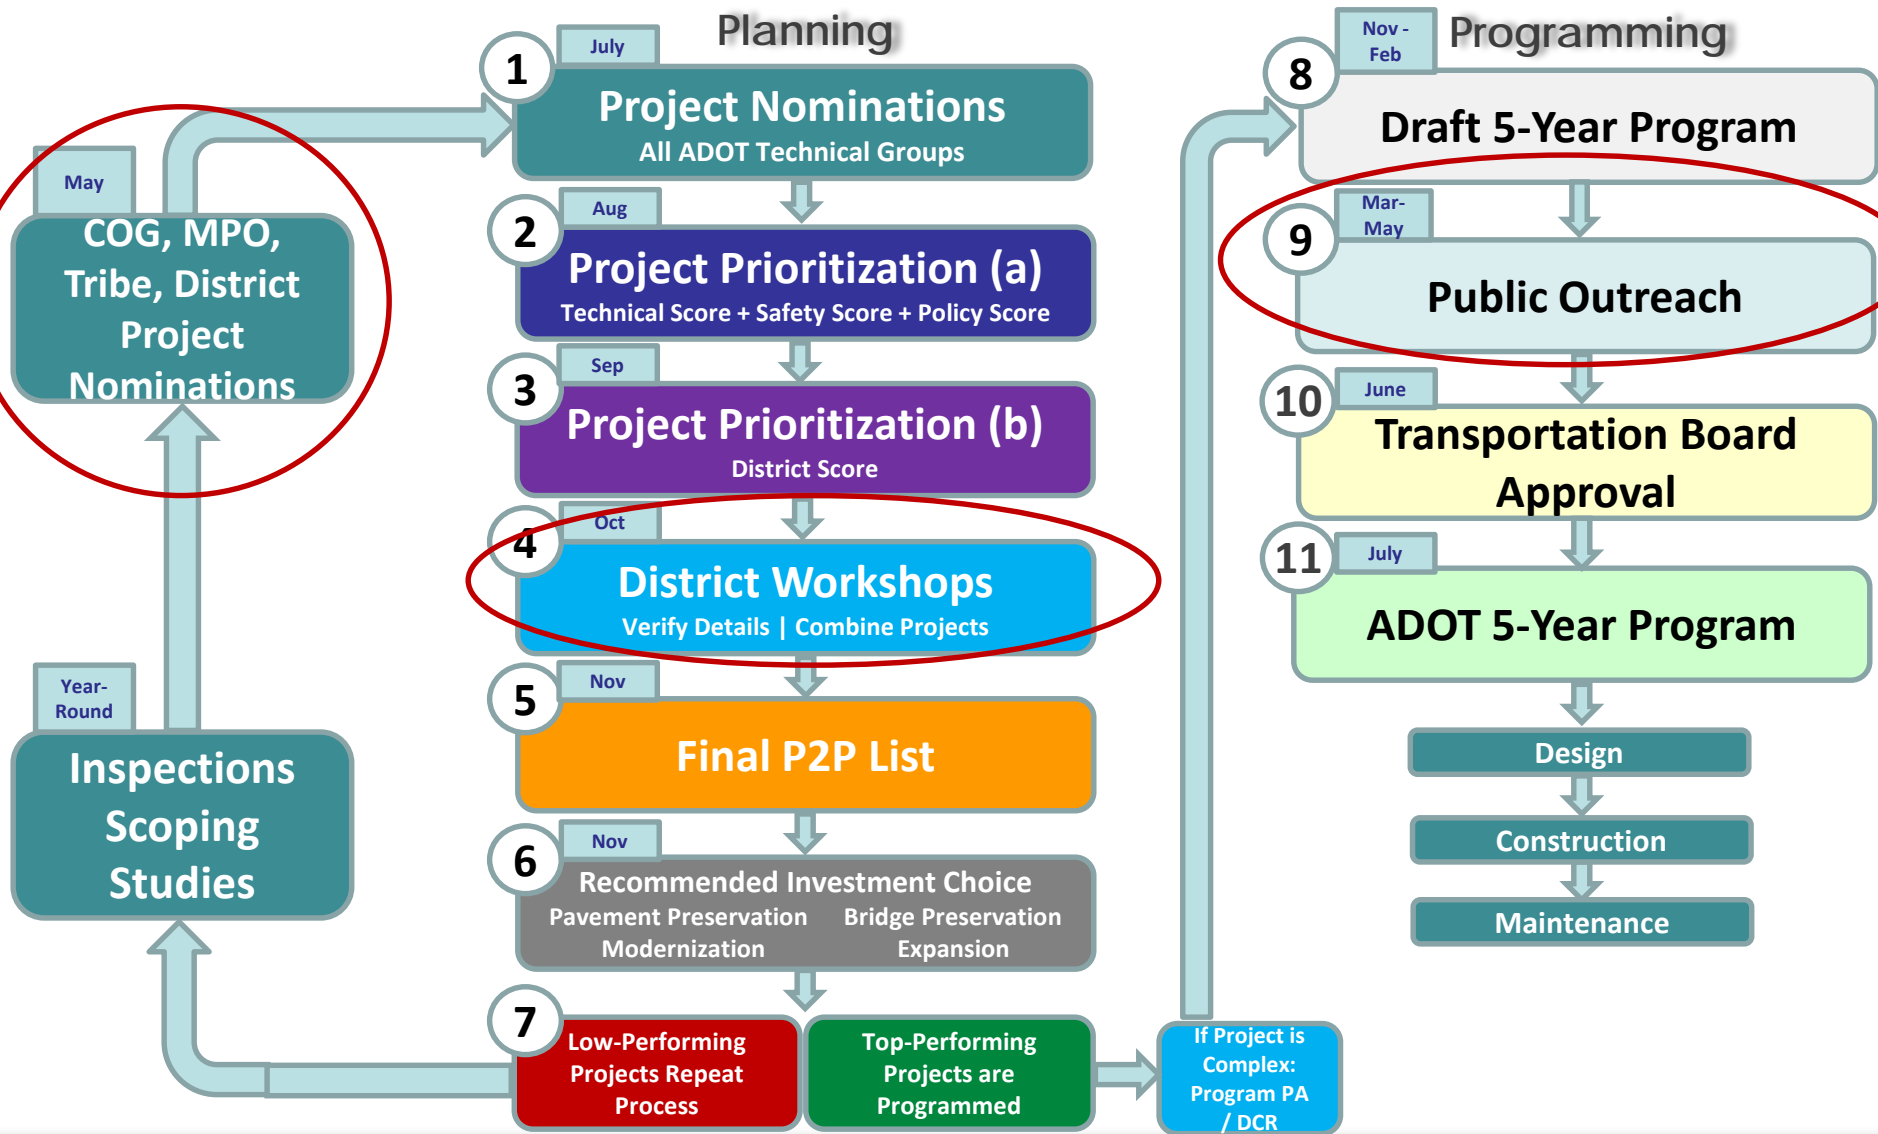 Planning
Programming
May
COG, MPO,
Tribe, District
Project
Nominations
Year-
Round
Inspections
Scoping
Studies
1
July
Project Nominations
All ADOT Technical Groups
2
Aug
Project Prioritization (a)
Technical Score + Safety Score + Policy Score
3
Sep
Project Prioritization (b)
District Score
4
Oct
District Workshops
Verify Details | Combine Projects
5
Nov
Final P2P List
6
Nov
Recommended Investment Choice
Pavement Preservation Bridge Preservation
Modernization Expansion
7
Low-Performing
Projects Repeat
Process
Top-Performing
Projects are
Programmed
If Project is
Complex:
Program PA
/ DCR
8
Nov -
Feb
Draft 5-Year Program
9
Mar-
May
Public Outreach
10
June
Transportation Board
Approval
11
July
ADOT 5-Year Program
Design
Construction
Maintenance